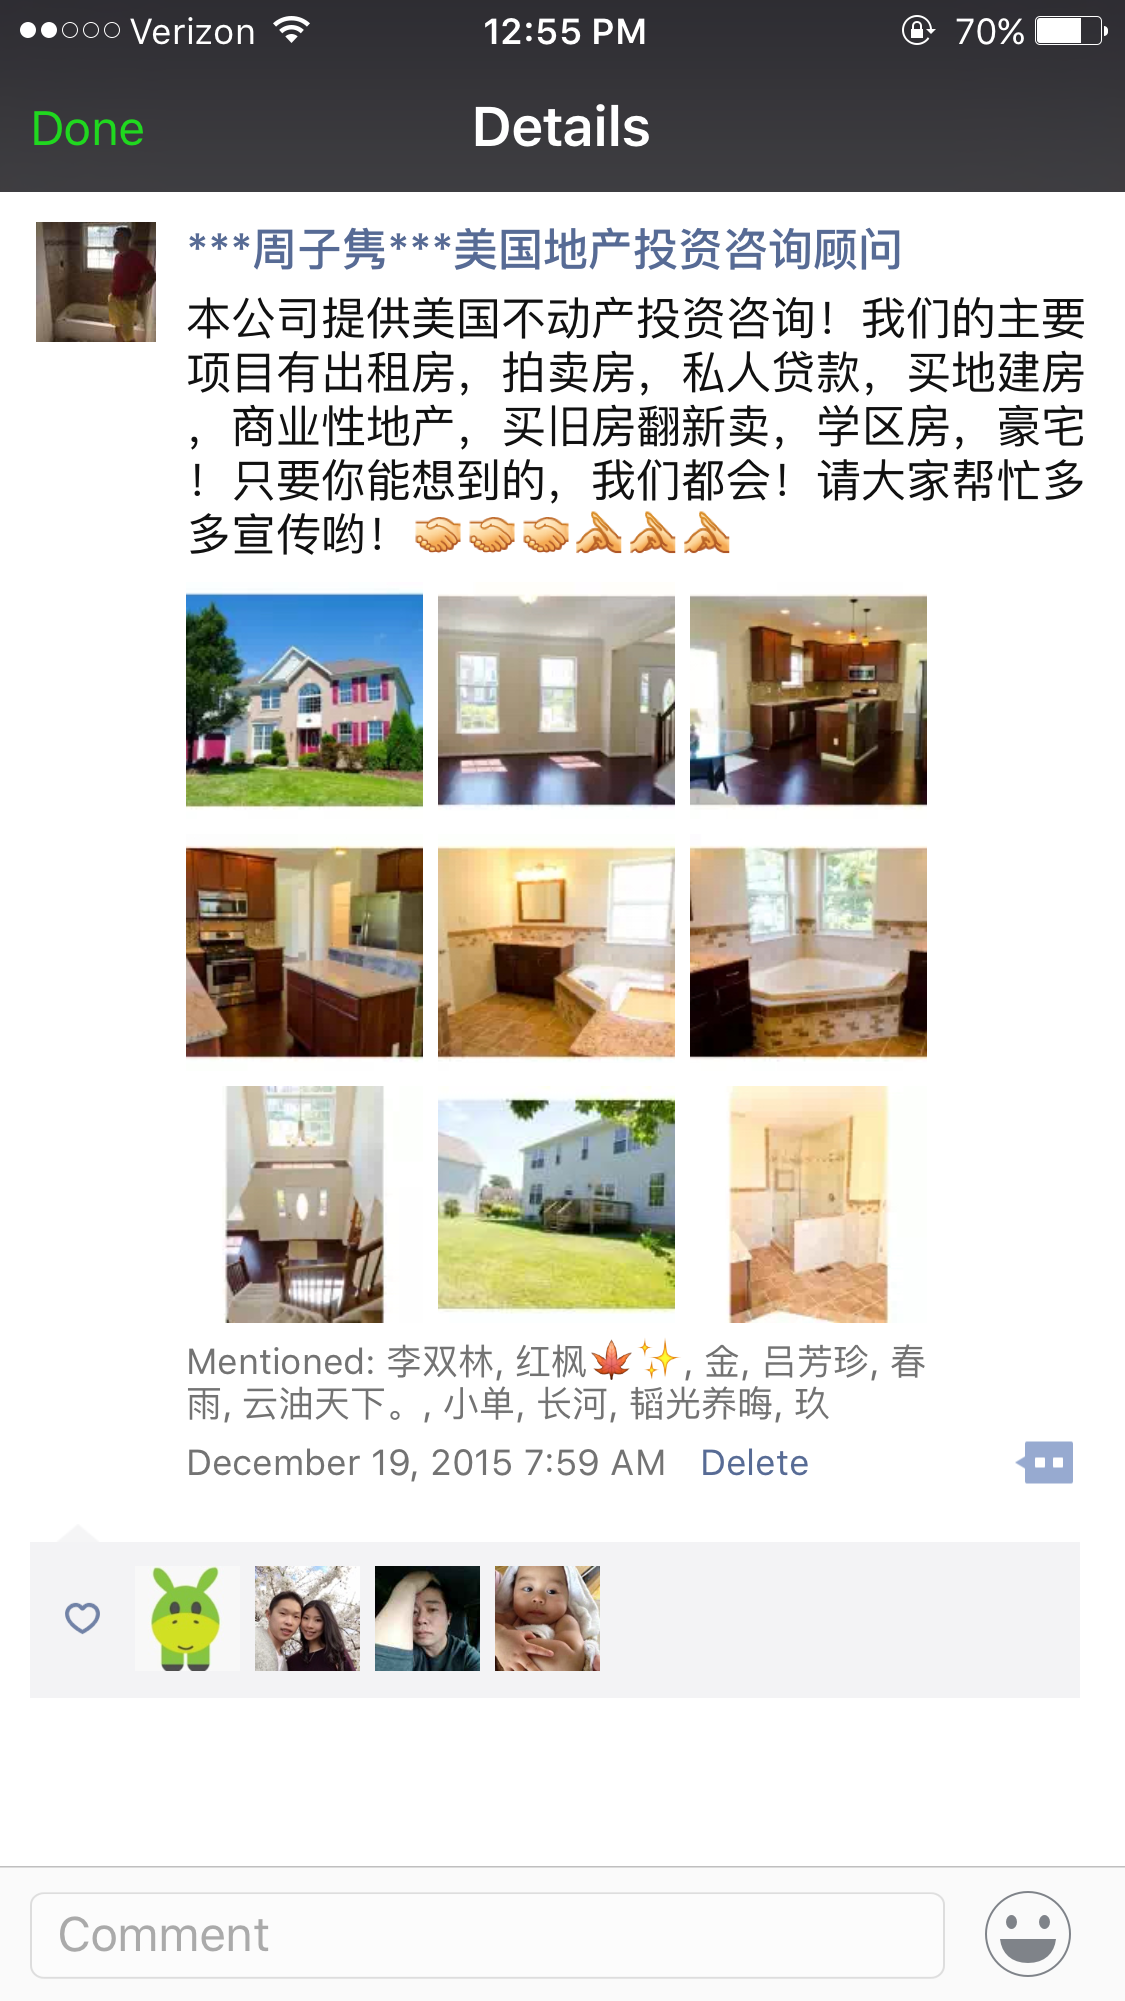 Verizon 12:55 PM 70%
Done Details
***周子隽***美国地产投资咨询顾问
本公司提供美国不动产投资咨询！我们的主要
项目有出租房，拍卖房，私人贷款，买地建房
，商业性地产，买旧房翻新卖，学区房，豪宅
！只要你能想到的，我们都会！请大家帮忙多
多宣传哟！🤝🤝🤝✍️✍️✍️
Mentioned: 李双林, 红枫🍁✨, 金, 吕芳珍, 春
雨, 云油天下。, 小单, 长河, 韬光养晦, 玖
December 19, 2015 7:59 AM Delete
Comment